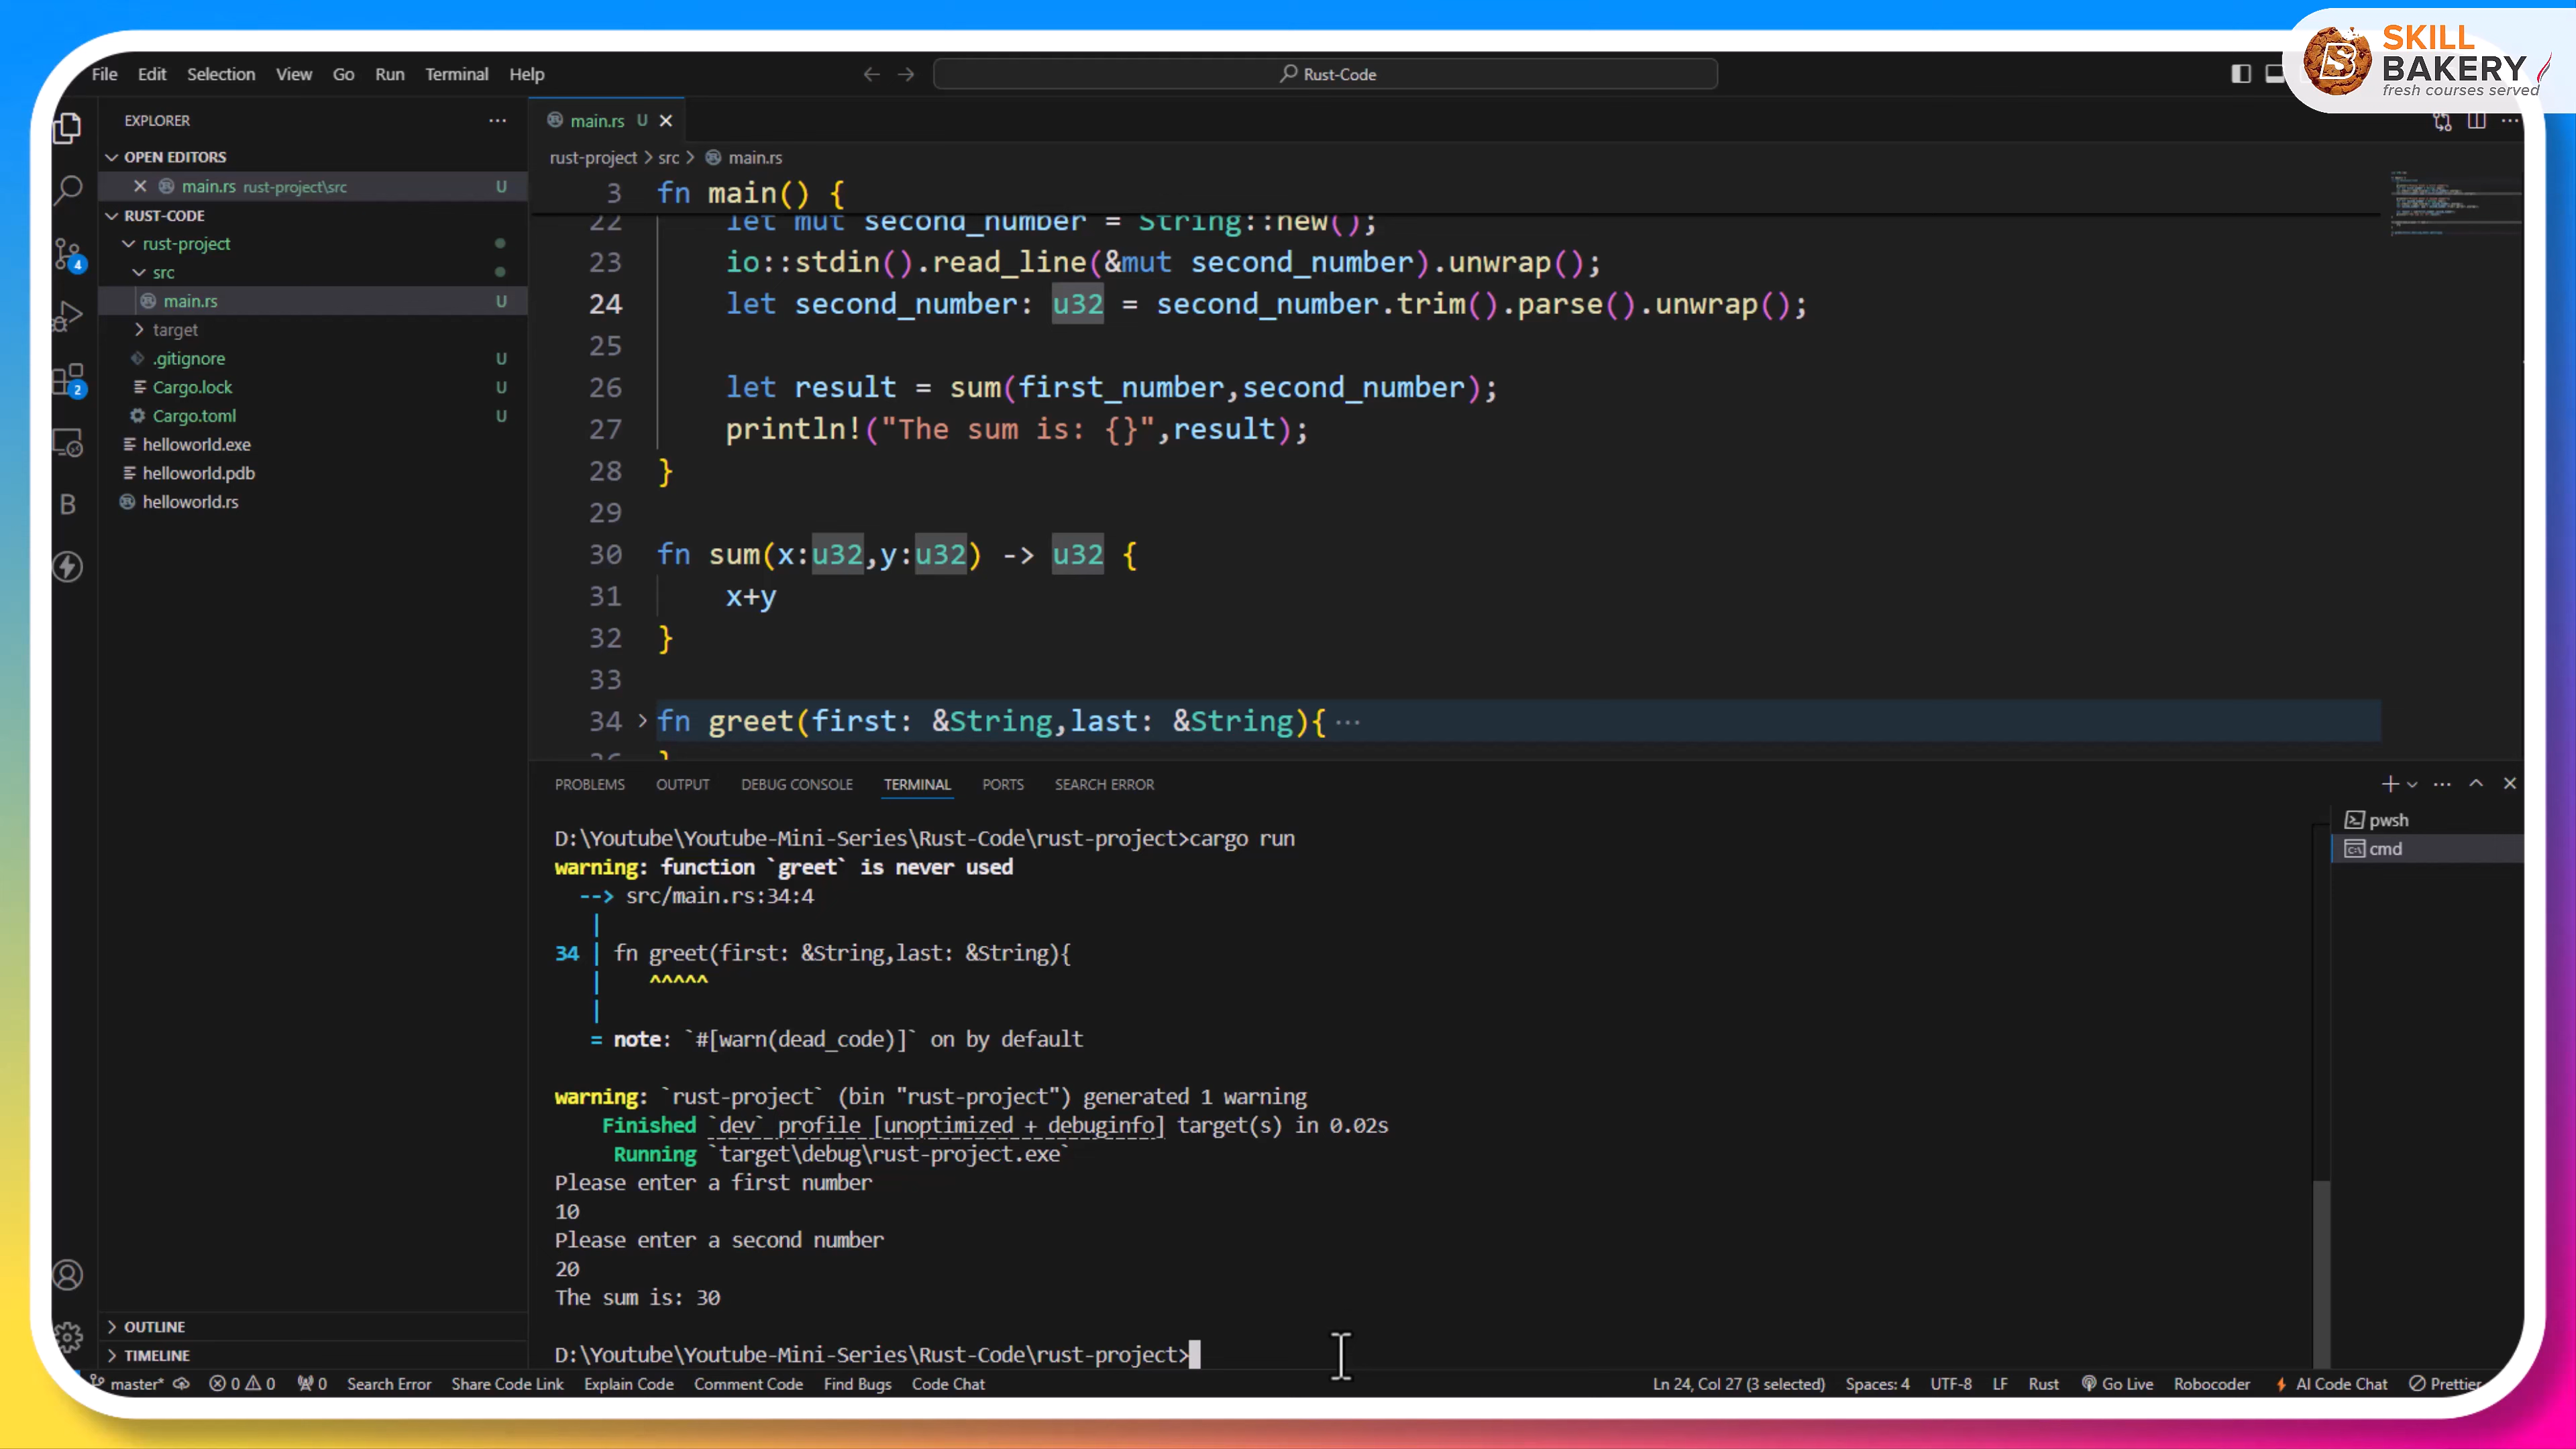 SKILL
BAKERY
fresh courses served
File Edit Selection View Go Run Terminal Help
Rust-Code
EXPLORER
OPEN EDITORS
main.rs rust-project\src U
RUST-CODE
rust-project
src
main.rs U
target
.gitignore U
Cargo.lock U
Cargo.toml U
helloworld.exe
helloworld.pdb
helloworld.rs
OUTLINE
TIMELINE
4
2
B
main.rs U
rust-project > src > main.rs
3 fn main() {
22 let mut second_number = String::new();
23 io::stdin().read_line(&mut second_number).unwrap();
24 let second_number: u32 = second_number.trim().parse().unwrap();
25
26 let result = sum(first_number,second_number);
27 println!("The sum is: {}",result);
28 }
29
30 fn sum(x:u32,y:u32) -> u32 {
31 x+y
32 }
33
34 fn greet(first: &String,last: &String){ ···
36 }
PROBLEMS OUTPUT DEBUG CONSOLE TERMINAL PORTS SEARCH ERROR
pwsh
cmd
D:\Youtube\Youtube-Mini-Series\Rust-Code\rust-project>cargo run
warning: function `greet` is never used
--> src/main.rs:34:4
|
34 | fn greet(first: &String,last: &String){
| ^^^^^
|
= note: `#[warn(dead_code)]` on by default
warning: `rust-project` (bin "rust-project") generated 1 warning
Finished `dev` profile [unoptimized + debuginfo] target(s) in 0.02s
Running `target\debug\rust-project.exe`
Please enter a first number
10
Please enter a second number
20
The sum is: 30
D:\Youtube\Youtube-Mini-Series\Rust-Code\rust-project>
master* 0 0 0 Search Error Share Code Link Explain Code Comment Code Find Bugs Code Chat Ln 24, Col 27 (3 selected) Spaces: 4 UTF-8 LF Rust Go Live Robocoder AI Code Chat Prettier